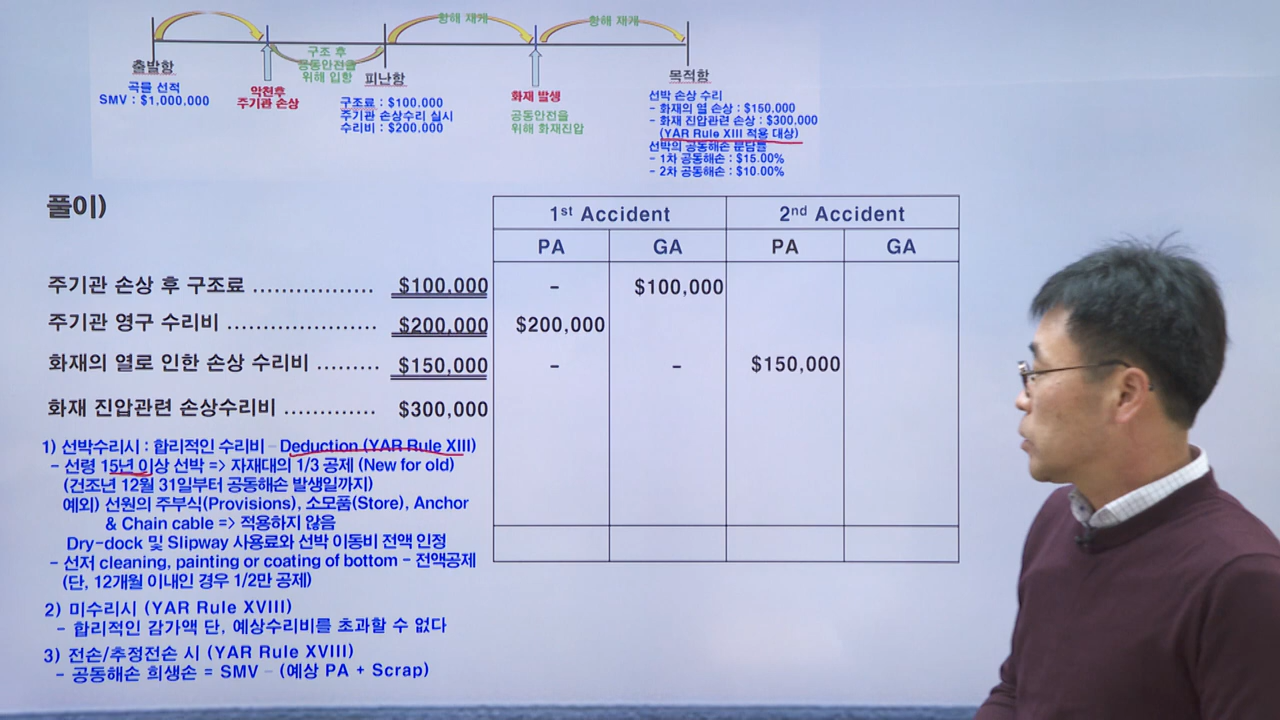 항해 재개
항해 재개
구조 후
공동안전을
위해 입항
출발항
곡물 선적
SMV : $1,000,000
악천후
주기관 손상
피난항
구조료 : $100,000
주기관 손상수리 실시
수리비 : $200,000
화재 발생
공동안전을
위해 화재진압
목적항
선박 손상 수리
- 화재의 열 손상 : $150,000
- 화재 진압관련 손상 : $300,000
(YAR Rule XIII 적용 대상)
선박의 공동해손 분담률
- 1차 공동해손 : $15.00%
- 2차 공동해손 : $10.00%
풀이)
1st Accident 2nd Accident
PA GA PA GA
주기관 손상 후 구조료 ................. $100,000 - $100,000
주기관 영구 수리비 ..................... $200,000 $200,000
화재의 열로 인한 손상 수리비 ......... $150,000 - - $150,000
화재 진압관련 손상수리비 ............. $300,000
1) 선박수리시 : 합리적인 수리비 - Deduction (YAR Rule XIII)
- 선령 15년 이상 선박 => 자재대의 1/3 공제 (New for old)
(건조년 12월 31일부터 공동해손 발생일까지)
예외) 선원의 주부식(Provisions), 소모품(Store), Anchor
& Chain cable => 적용하지 않음
Dry-dock 및 Slipway 사용료와 선박 이동비 전액 인정
- 선저 cleaning, painting or coating of bottom - 전액공제
(단, 12개월 이내인 경우 1/2만 공제)
2) 미수리시 (YAR Rule XVIII)
- 합리적인 감가액 단, 예상수리비를 초과할 수 없다
3) 전손/추정전손 시 (YAR Rule XVIII)
- 공동해손 희생손 = SMV - (예상 PA + Scrap)